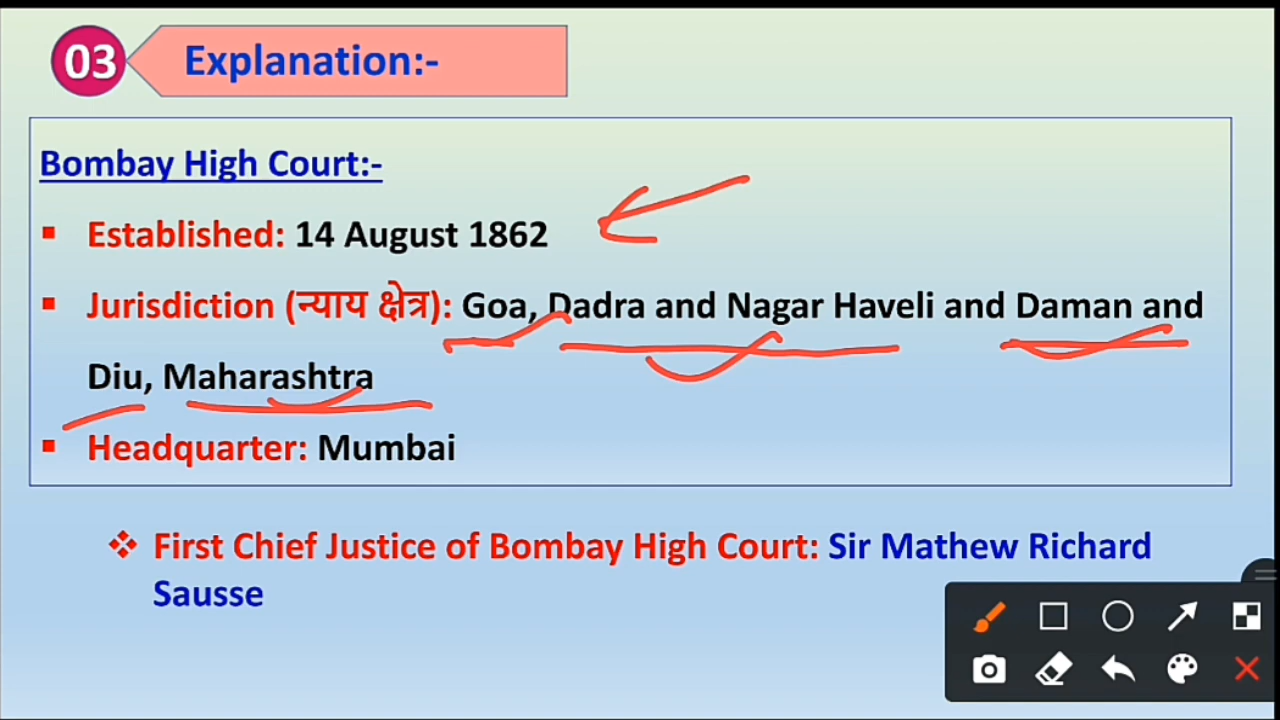 03 Explanation:-
Bombay High Court:-
Established: 14 August 1862
Jurisdiction (न्याय क्षेत्र): Goa, Dadra and Nagar Haveli and Daman and
Diu, Maharashtra
Headquarter: Mumbai
First Chief Justice of Bombay High Court: Sir Mathew Richard
Sausse